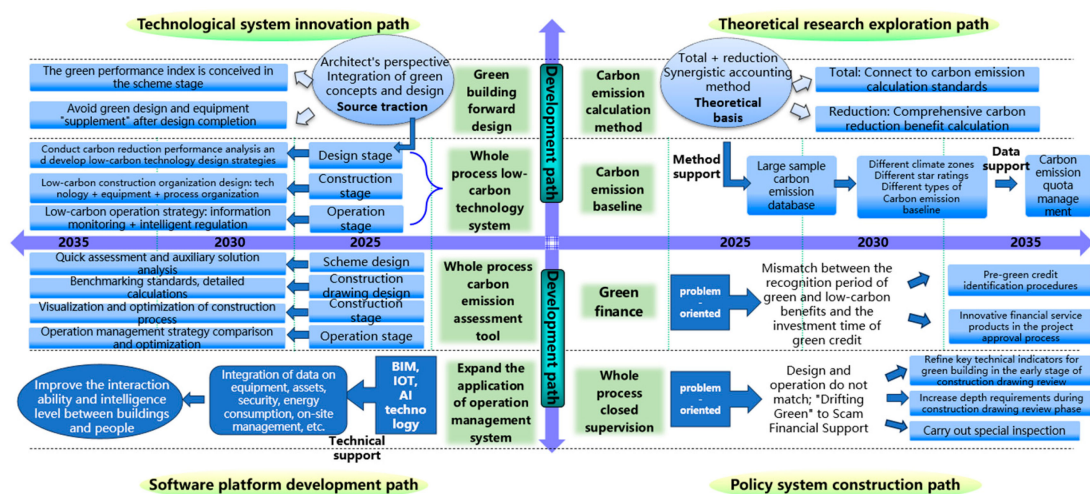 Technological system innovation path
Theoretical research exploration path
The green performance index is conceived in
the scheme stage
Avoid green design and equipment
"supplement" after design completion
Architect's perspective
Integration of green
concepts and design
Source traction
Green
building
forward
design
Development path
Carbon
emission
calculation
method
Total + reduction
Synergistic accounting
method
Theoretical
basis
Total: Connect to carbon emission
calculation standards
Reduction: Comprehensive carbon
reduction benefit calculation
Conduct carbon reduction performance analysis an
d develop low-carbon technology design strategies
Design stage
Low-carbon construction organization design: tech
nology + equipment + process organization
Construction
stage
Low-carbon operation strategy: information
monitoring + intelligent regulation
Operation
stage
Whole
process low-
carbon
technology
system
Carbon
emission
baseline
Method
support
Large sample
carbon
emission
database
Different climate zones
Different star ratings
Different types of
Carbon emission
baseline
Data
support
Carbon
emission
quota
manage
ment
2035
2030
2025
2025
2030
2035
Quick assessment and auxiliary solution
analysis
Scheme design
Benchmarking standards, detailed
calculations
Construction
drawing design
Visualization and optimization of construction
process
Construction
stage
Operation management strategy comparison
and optimization
Operation stage
Whole process
carbon
emission
assessment
tool
Development path
Green
finance
problem
-
oriented
Mismatch between the
recognition period of
green and low-carbon
benefits and the
investment time of
green credit
Pre-green credit
identification procedures
Innovative financial service
products in the project
approval process
Improve the interaction
ability and intelligence
level between buildings
and people
Integration of data on
equipment, assets,
security, energy
consumption, on-site
management, etc.
BIM,
IOT,
AI
techno
logy
Technical
support
Expand the
application
of operation
management
system
Whole
process
closed
supervision
problem
-
oriented
Design and
operation do not
match; "Drifting
Green" to Scam
Financial Support
Refine key technical indicators for
green building in the early stage of
construction drawing review
Increase depth requirements during
construction drawing review phase
Carry out special inspection
Software platform development path
Policy system construction path